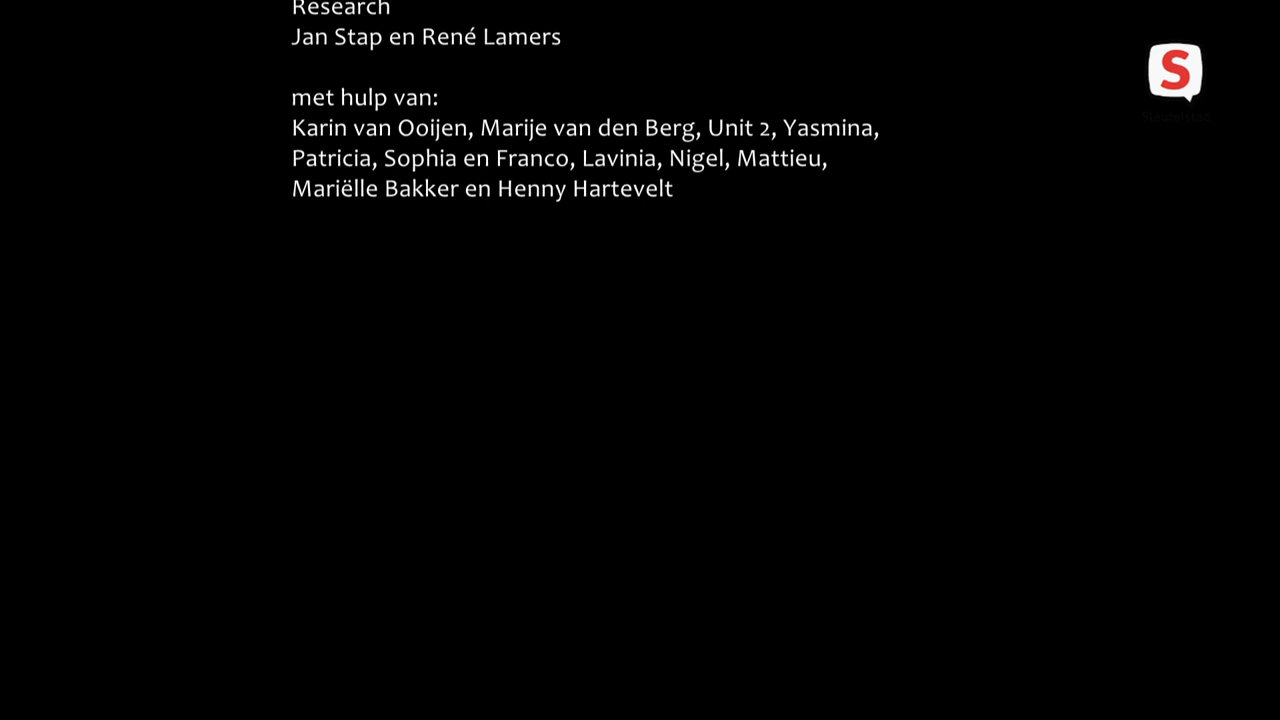 Research
Jan Stap en René Lamers
met hulp van:
Karin van Ooijen, Marije van den Berg, Unit 2, Yasmina,
Patricia, Sophia en Franco, Lavinia, Nigel, Mattieu,
Mariëlle Bakker en Henny Hartevelt
S
Sleutelstad